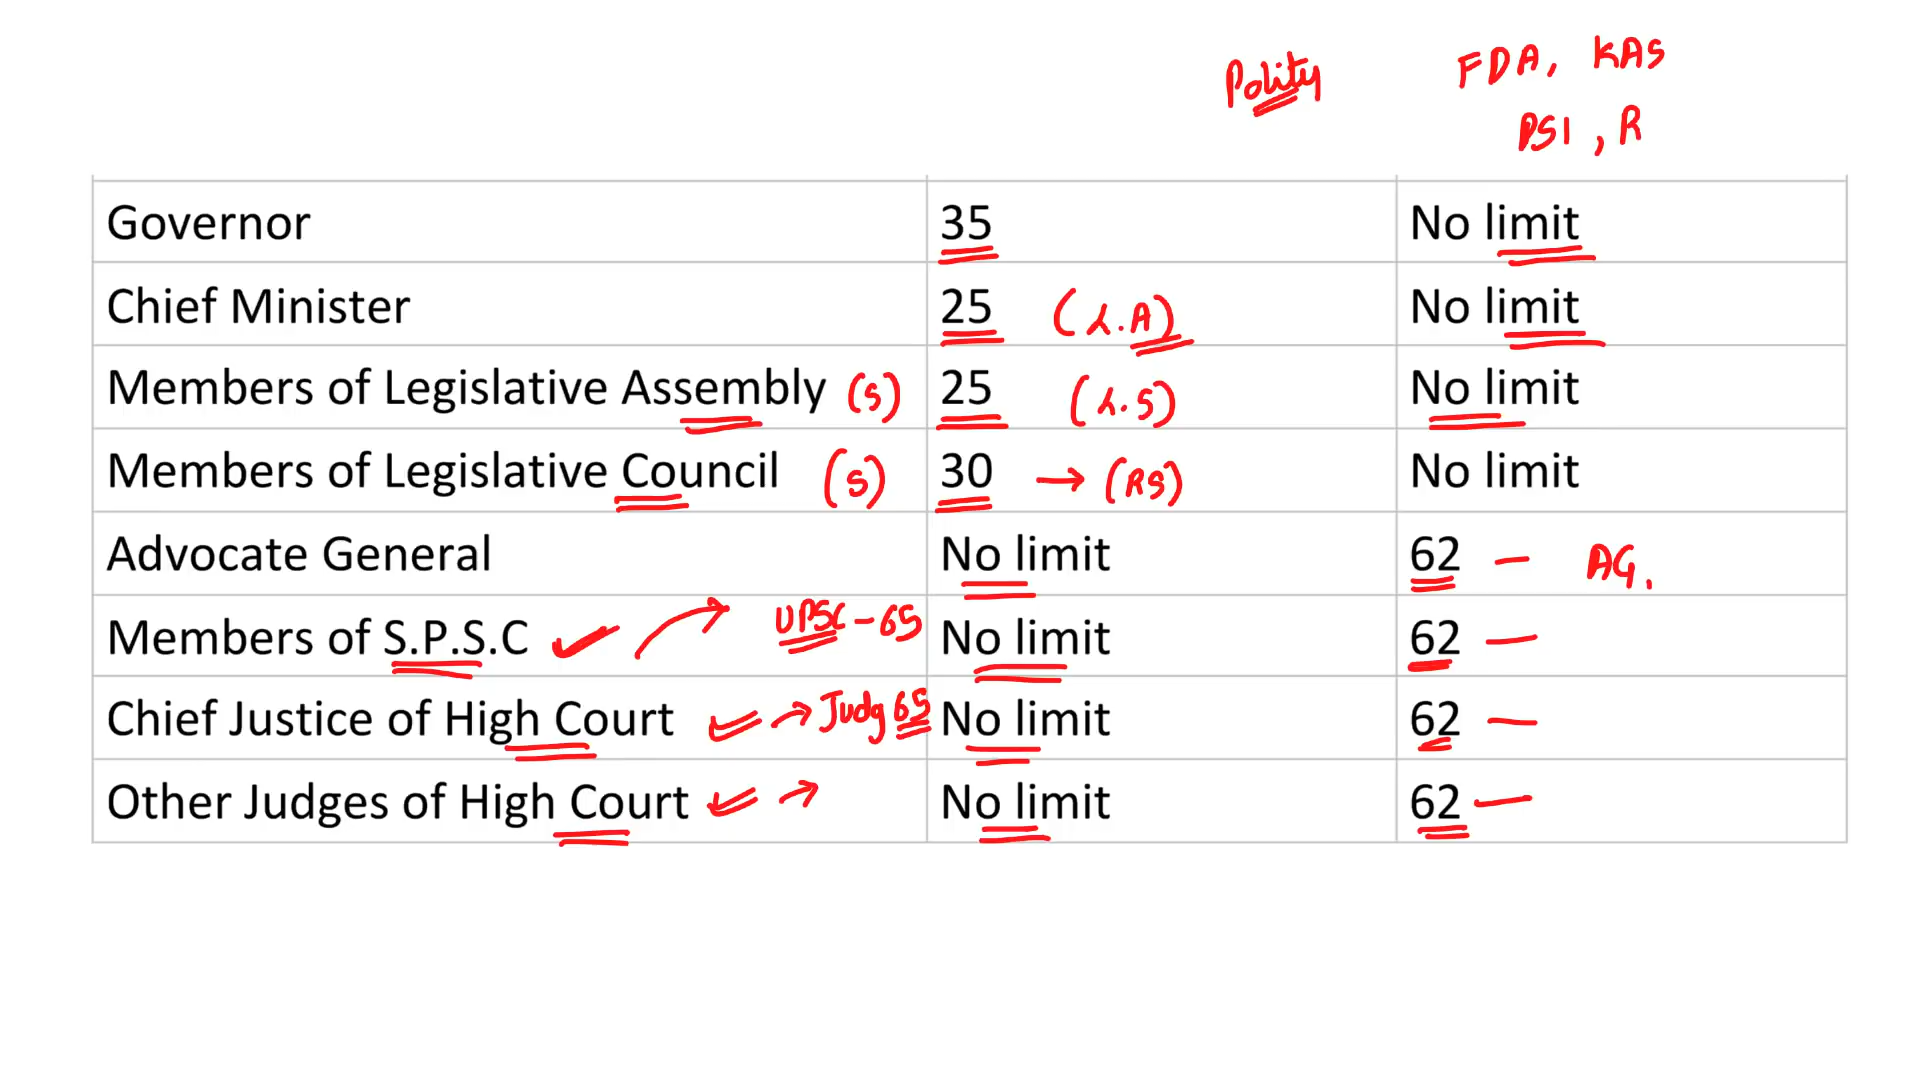 Polity FDA, KAS
PSI, R
Governor 35 No limit
Chief Minister 25 (L.A) No limit
Members of Legislative Assembly (S) 25 (L.S) No limit
Members of Legislative Council (S) 30 → (RS) No limit
Advocate General No limit 62 — AG.
Members of S.P.S.C UPSC - 65 No limit 62 —
Chief Justice of High Court → Judg 65 No limit 62 —
Other Judges of High Court → No limit 62 —